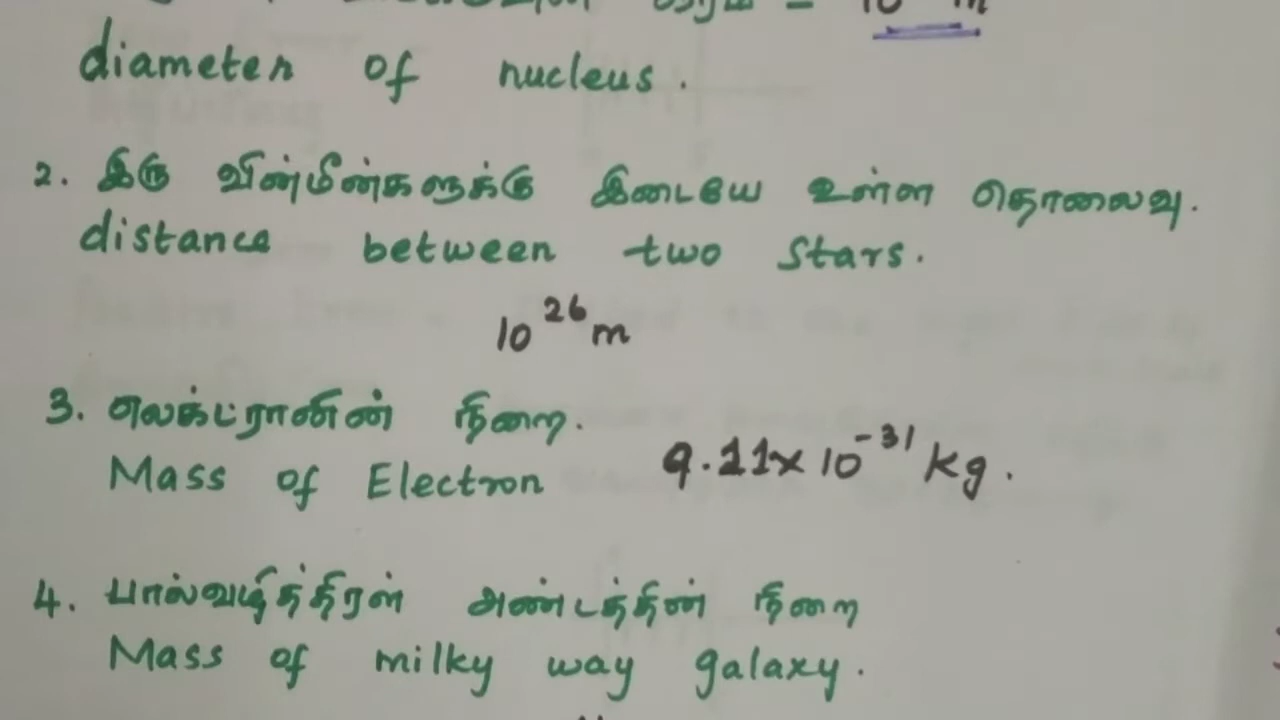 diameter of nucleus.
2. இரு விண்மீன்களுக்கு இடையே உள்ள தொலைவு.
distance between two Stars.
10²⁶ m
3. எலக்ட்ரானின் நிறை.
Mass of Electron 9.11×10⁻³¹ kg.
4. பால்வழித்திரள் அண்டத்தின் நிறை
Mass of milky way galaxy.